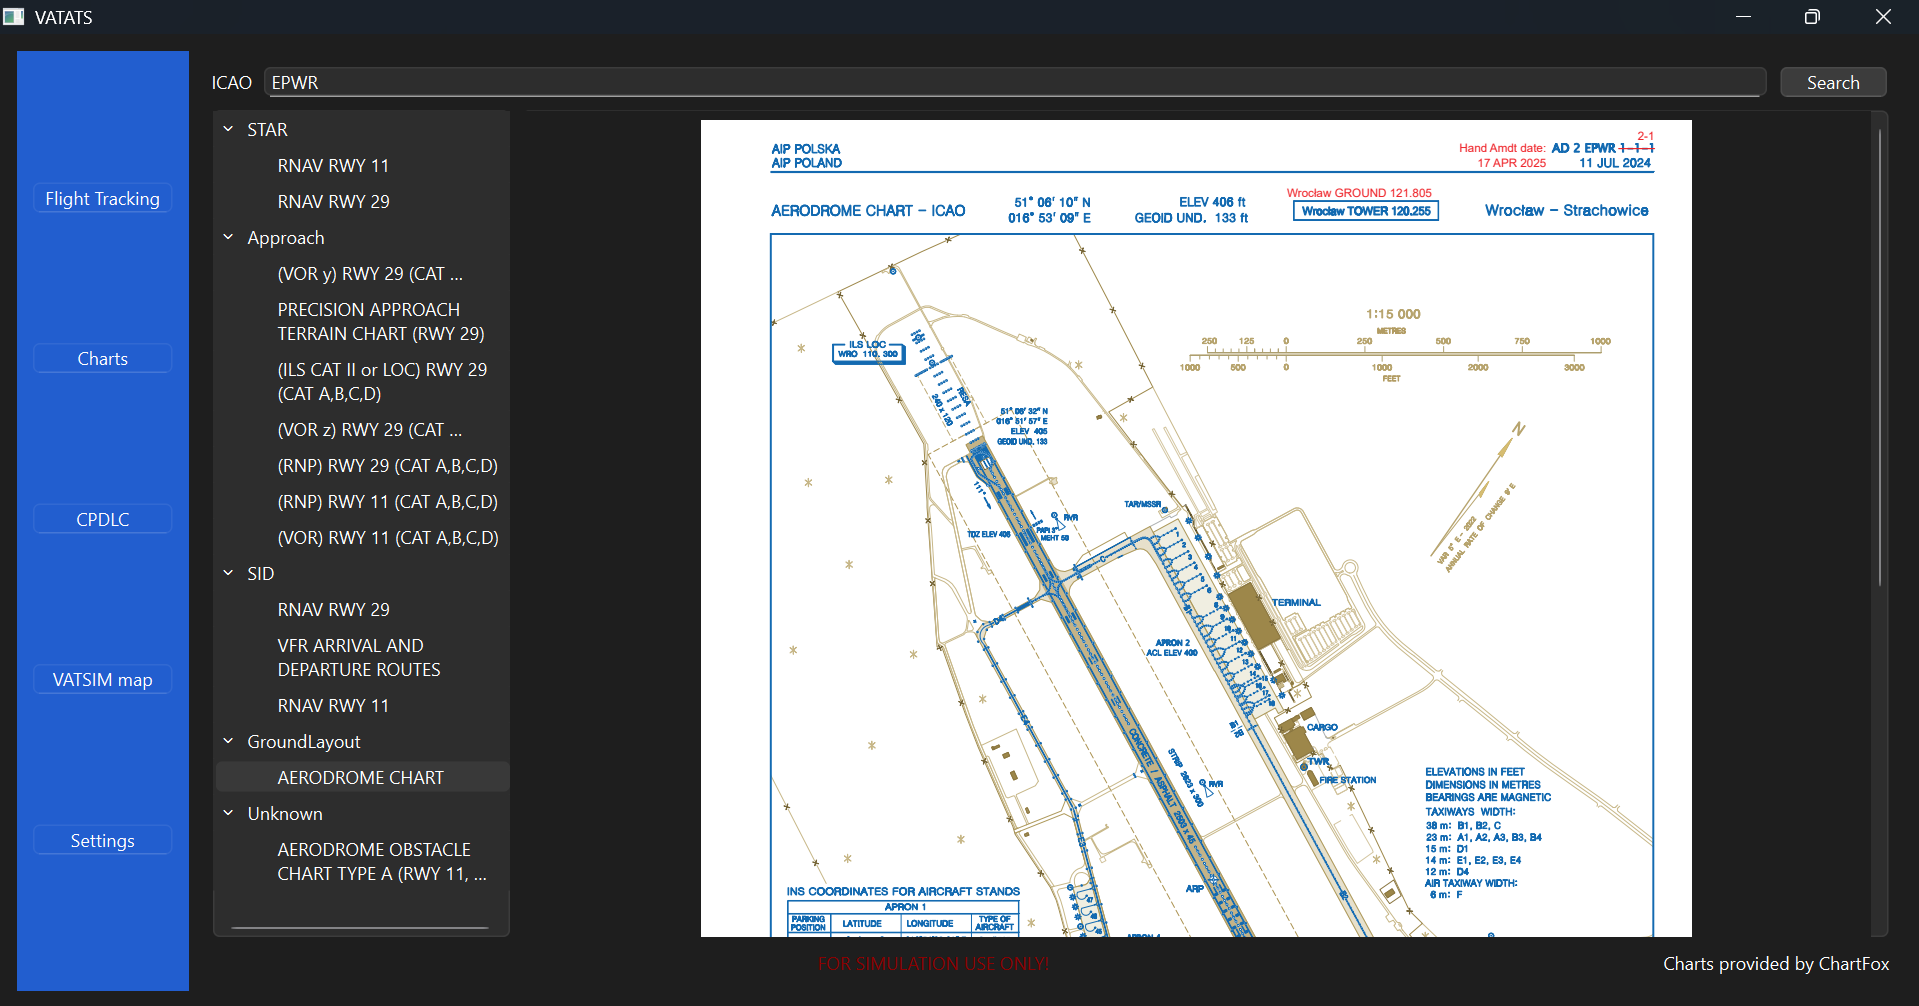 VATATS
ICAO
EPWR
Search
Flight Tracking
Charts
CPDLC
VATSIM map
Settings
STAR
RNAV RWY 11
RNAV RWY 29
Approach
(VOR y) RWY 29 (CAT ...
PRECISION APPROACH
TERRAIN CHART (RWY 29)
(ILS CAT II or LOC) RWY 29
(CAT A,B,C,D)
(VOR z) RWY 29 (CAT ...
(RNP) RWY 29 (CAT A,B,C,D)
(RNP) RWY 11 (CAT A,B,C,D)
(VOR) RWY 11 (CAT A,B,C,D)
SID
RNAV RWY 29
VFR ARRIVAL AND
DEPARTURE ROUTES
RNAV RWY 11
GroundLayout
AERODROME CHART
Unknown
AERODROME OBSTACLE
CHART TYPE A (RWY 11, ...
AIP POLSKA
AIP POLAND
2-1
Hand Amdt date: AD 2 EPWR 1-1-1
17 APR 2025 11 JUL 2024
AERODROME CHART - ICAO
51° 06' 10" N
016° 53' 09" E
ELEV 406 ft
GEOID UND. 133 ft
Wrocław GROUND 121.805
Wrocław TOWER 120.255
Wrocław - Strachowice
1:15 000
METRES
250 125 0 250 500 750 1000
1000 500 0 1000 2000 3000
FEET
ILS LOC
WRO 110.300
RESA
240 x 120
51° 06' 32" N
016° 51' 57" E
ELEV 405
GEOID UND. 133
N
VAR 5° E - 2022
ANNUAL RATE OF CHANGE 9' E
111°
TAR/MSSR
RVR
TDZ ELEV 406
PAPI 3°
MEHT 59
C
TERMINAL
APRON 2
ACL ELEV 400
E4
CONCRETE / ASPHALT 2503 x 45
STRIP 2623 x 300
RVR
CARGO
TWR
FIRE STATION
E3
ARP
47
ELEVATIONS IN FEET
DIMENSIONS IN METRES
BEARINGS ARE MAGNETIC
TAXIWAYS WIDTH:
38 m: B1, B2, C
23 m: A1, A2, A3, B3, B4
15 m: D1
14 m: E1, E2, E3, E4
12 m: D4
AIR TAXIWAY WIDTH:
6 m: F
INS COORDINATES FOR AIRCRAFT STANDS
APRON 1
PARKING
POSITION
LATITUDE
LONGITUDE
TYPE OF
AIRCRAFT
FOR SIMULATION USE ONLY!
Charts provided by ChartFox